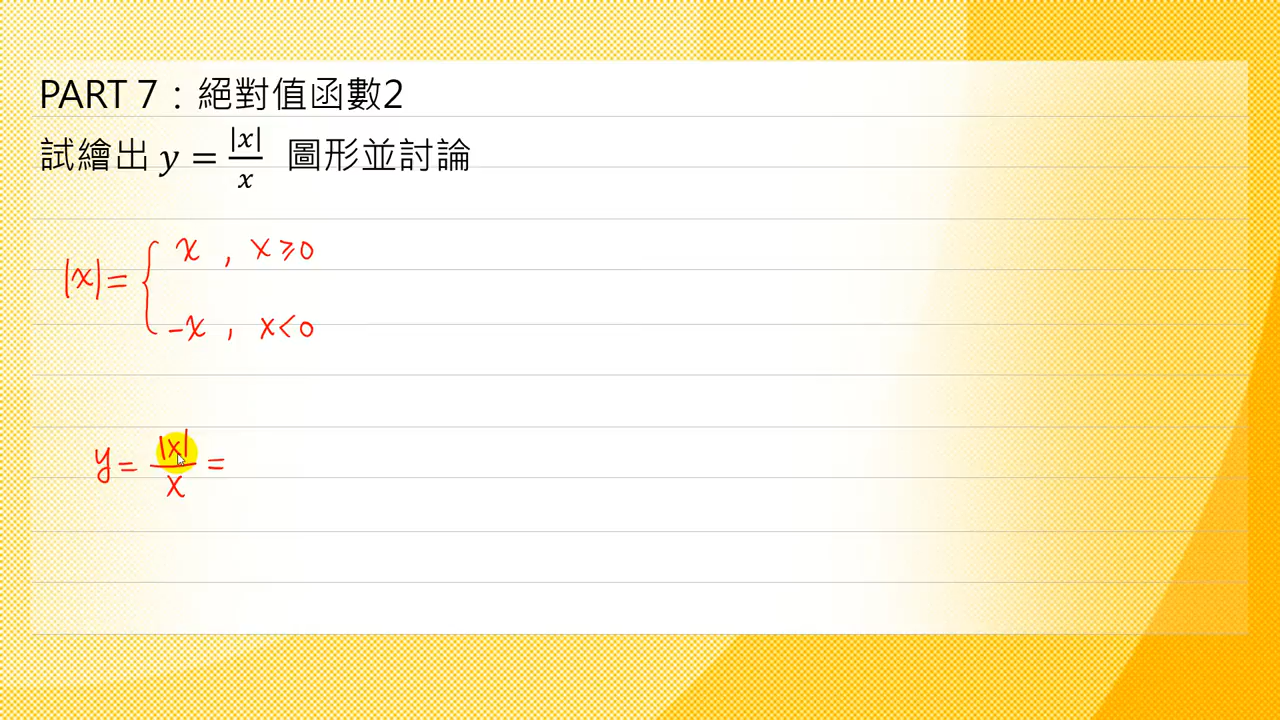 PART 7：絕對值函數2
試繪出 y = |x|/x 圖形並討論
|x| = { x , x ≥ 0
-x , x < 0
y = |x|/x =